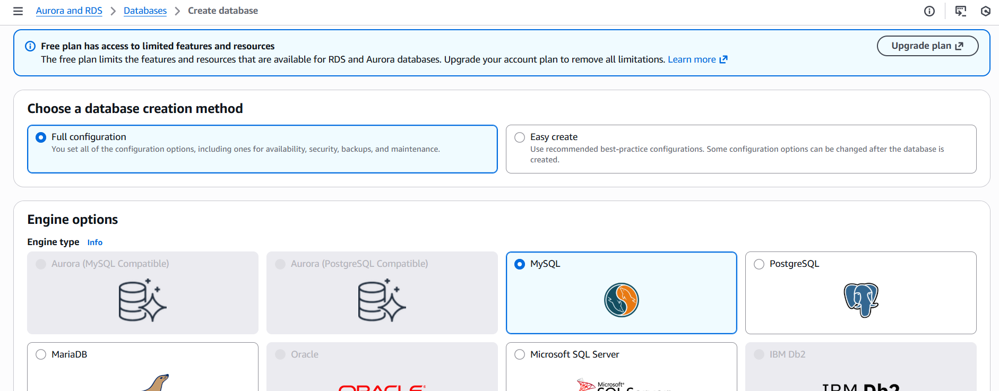 Aurora and RDS > Databases > Create database
Free plan has access to limited features and resources
Upgrade plan
The free plan limits the features and resources that are available for RDS and Aurora databases. Upgrade your account plan to remove all limitations. Learn more
Choose a database creation method
Full configuration
You set all of the configuration options, including ones for availability, security, backups, and maintenance.
Easy create
Use recommended best-practice configurations. Some configuration options can be changed after the database is
created.
Engine options
Engine type Info
Aurora (MySQL Compatible)
Aurora (PostgreSQL Compatible)
MySQL
PostgreSQL
MariaDB
Oracle
ORACLE
Microsoft SQL Server
Microsoft
SQL Server
IBM Db2
IBM Db2